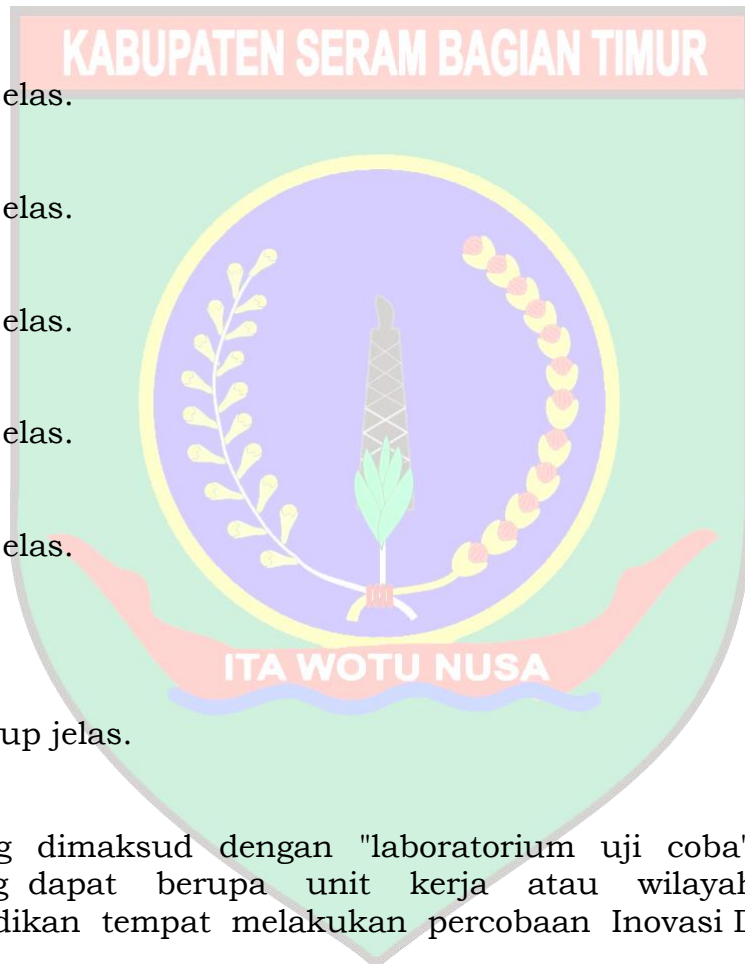 KABUPATEN SERAM BAGIAN TIMUR
elas.
elas.
elas.
elas.
elas.
ITA WOTU NUSA
up jelas.
g dimaksud dengan "laboratorium uji coba"
g dapat berupa unit kerja atau wilayah
dikan tempat melakukan percobaan Inovasi D